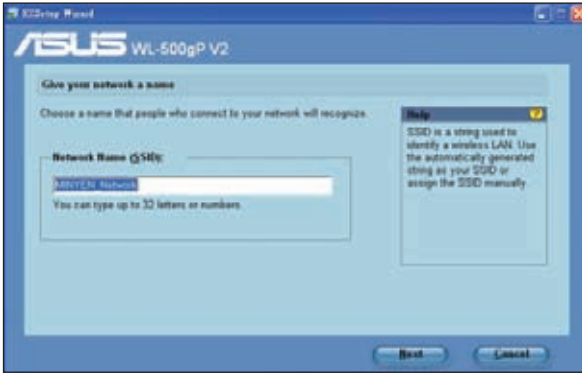 EZSetup Wizard
ASUS WL-500gP V2
Give your network a name
Choose a name that people who connect to your network will recognize.
Network Name (SSID):
MINYEN_Network
You can type up to 32 letters or numbers.
Help
SSID is a string used to
identify a wireless LAN. Use
the automatically generated
string as your SSID or
assign the SSID manually.
Next
Cancel